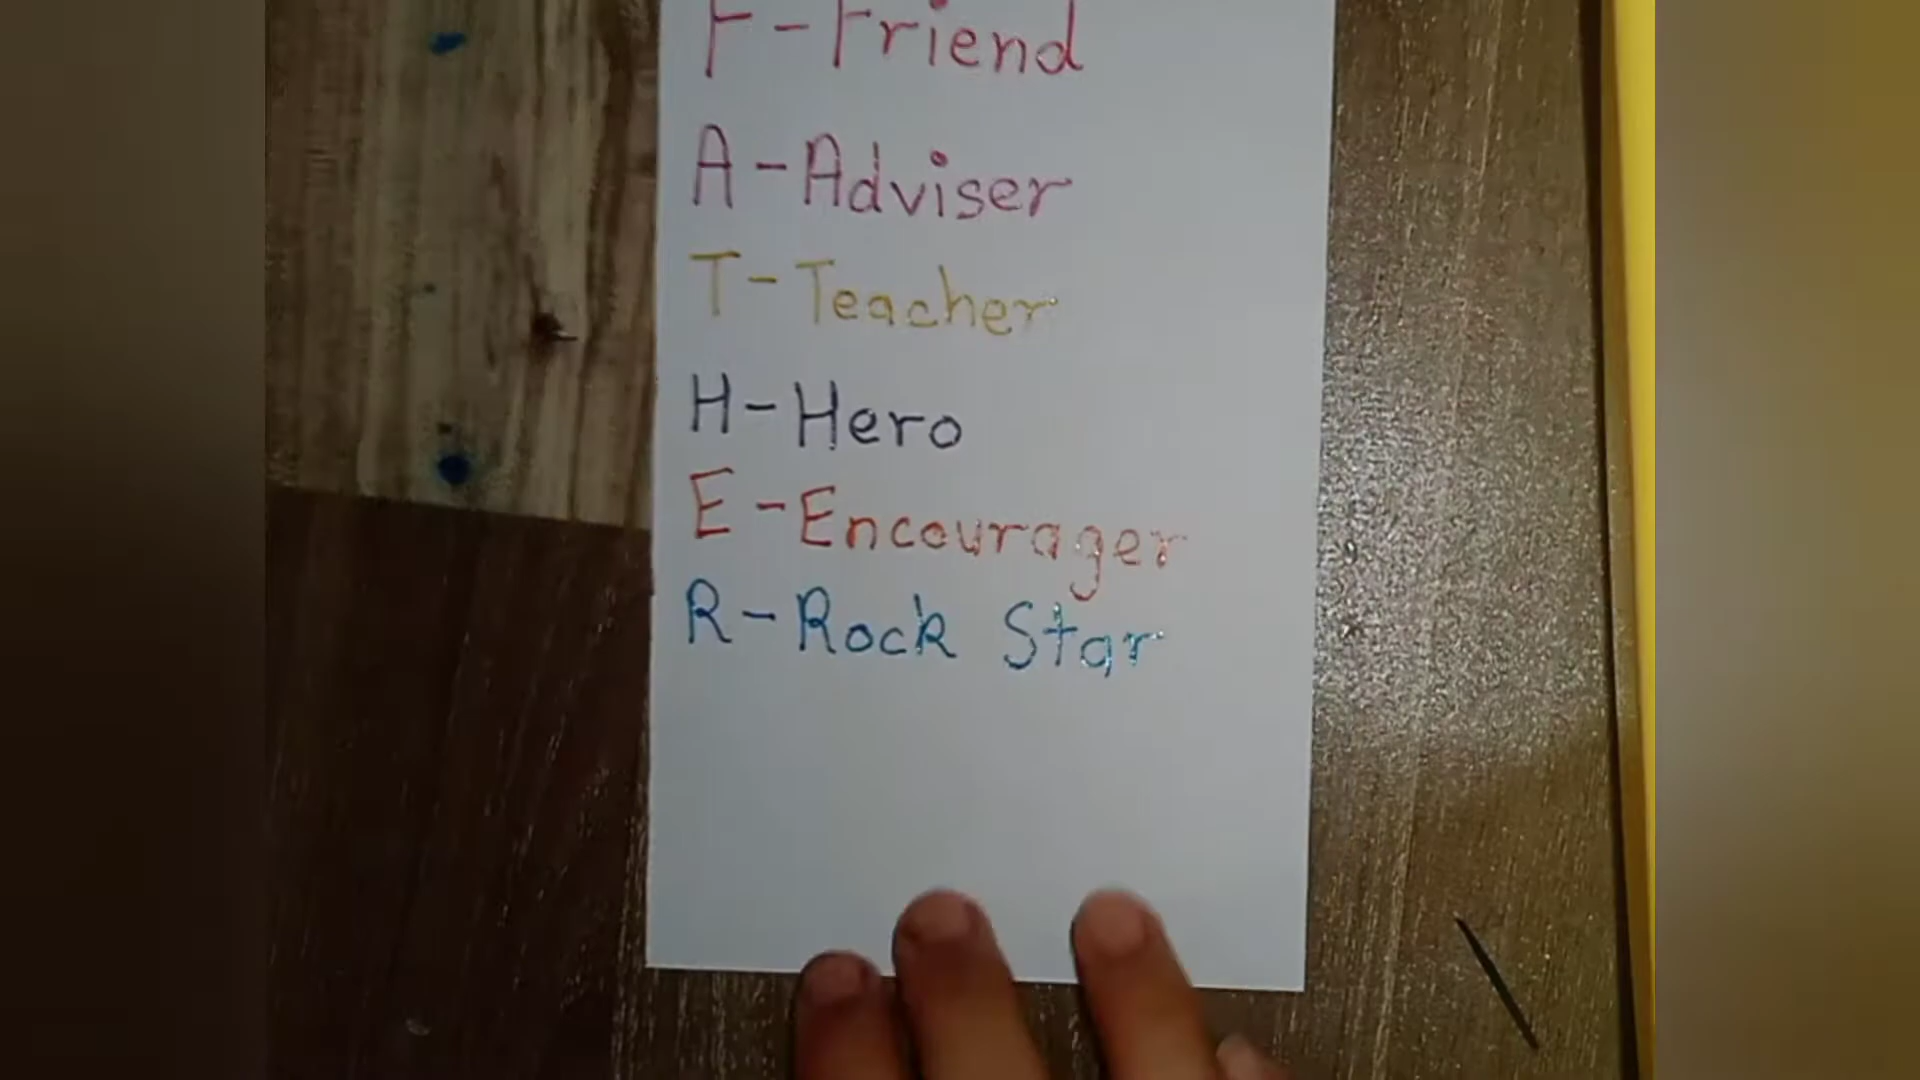 F-Friend
A-Adviser
T-Teacher
H-Hero
E-Encourager
R-Rock Star